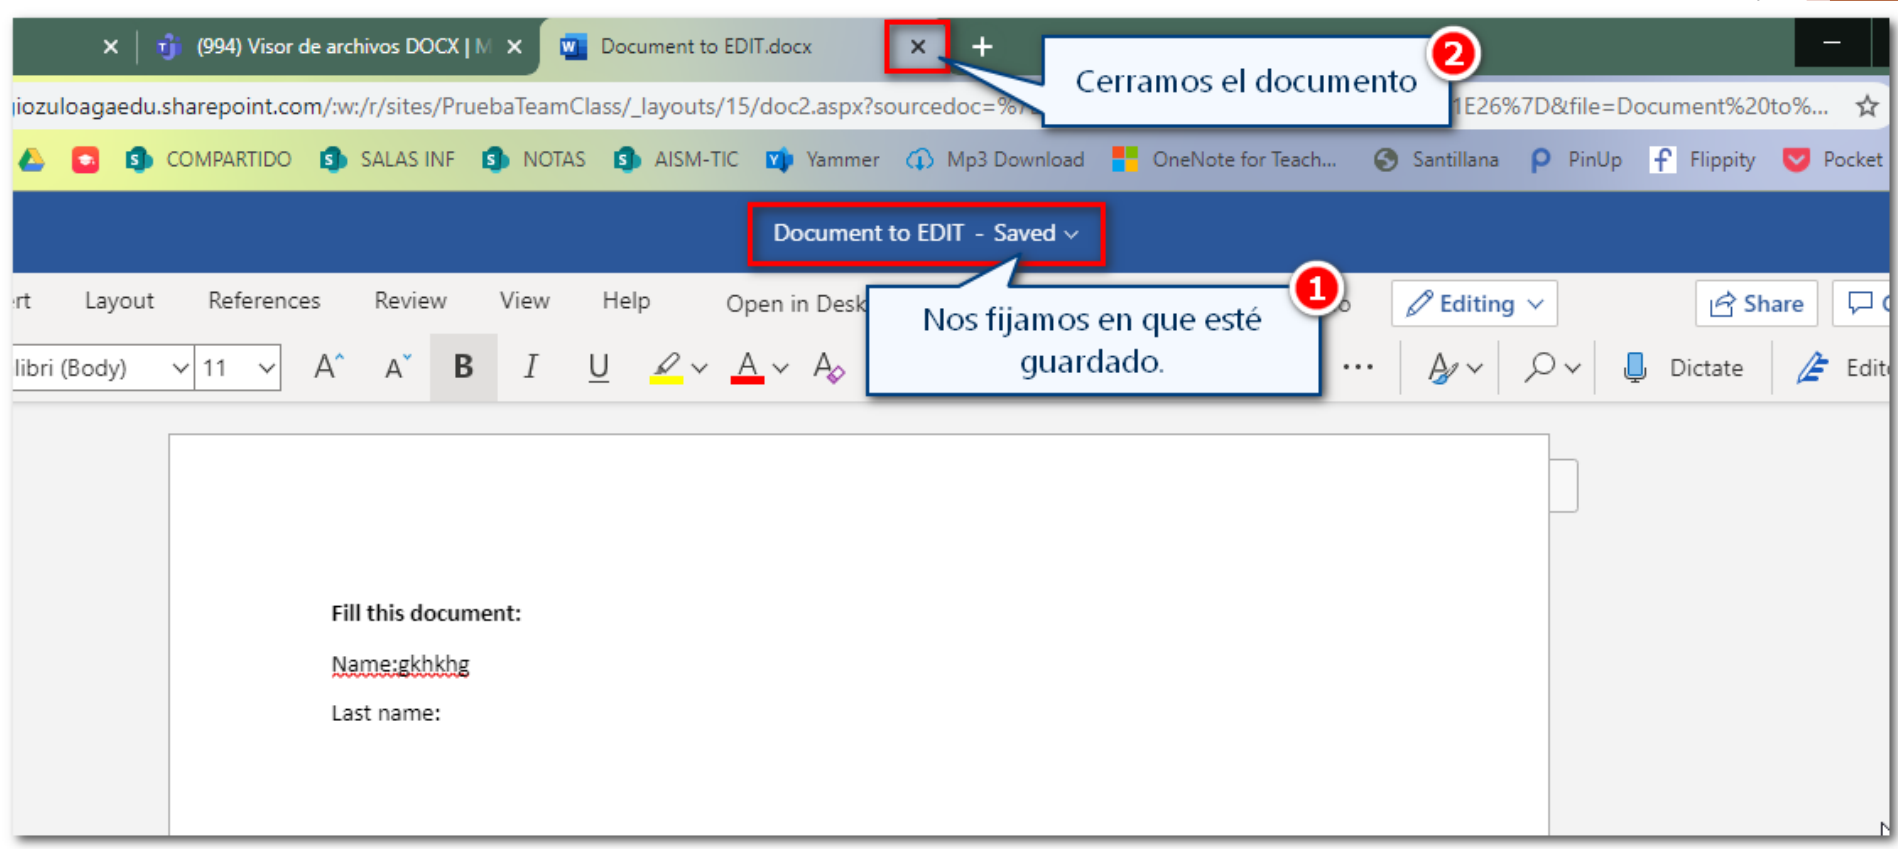 (994) Visor de archivos DOCX | M
Document to EDIT.docx
Cerramos el documento
2
giozuloagaedu.sharepoint.com/:w:/r/sites/PruebaTeamClass/_layouts/15/doc2.aspx?sourcedoc=%7
1E26%7D&file=Document%20to%...
COMPARTIDO
SALAS INF
NOTAS
AISM-TIC
Yammer
Mp3 Download
OneNote for Teach...
Santillana
PinUp
Flippity
Pocket
Document to EDIT - Saved
1
Nos fijamos en que esté
guardado.
rt
Layout
References
Review
View
Help
Open in Desk
o
Editing
Share
C
libri (Body)
11
A
A
B
I
U
A
A
...
Dictate
Edito
Fill this document:
Name:gkhkhg
Last name: